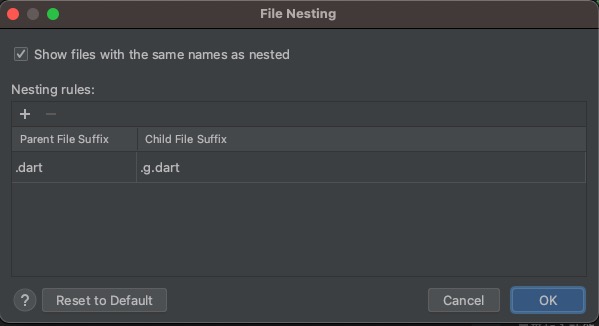 File Nesting
Show files with the same names as nested
Nesting rules:
Parent File Suffix Child File Suffix
.dart .g.dart
? Reset to Default Cancel OK